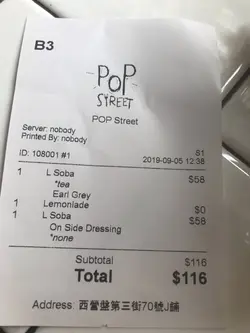 B3
POP
STREET
POP Street
Server: nobody
Printed By: nobody
S1
ID: 108001 #1 2019-09-05 12:38
1 L Soba $58
*tea
Earl Grey
1 Lemonlade $0
1 L Soba $58
On Side Dressing
*none
Subtotal $116
Total $116
Address: 西營盤第三街70號J舖